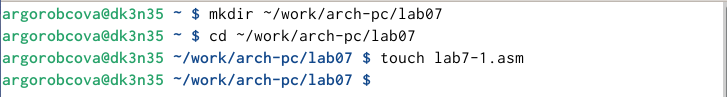 argorobcova@dk3n35 ~ $ mkdir ~/work/arch-pc/lab07
argorobcova@dk3n35 ~ $ cd ~/work/arch-pc/lab07
argorobcova@dk3n35 ~/work/arch-pc/lab07 $ touch lab7-1.asm
argorobcova@dk3n35 ~/work/arch-pc/lab07 $